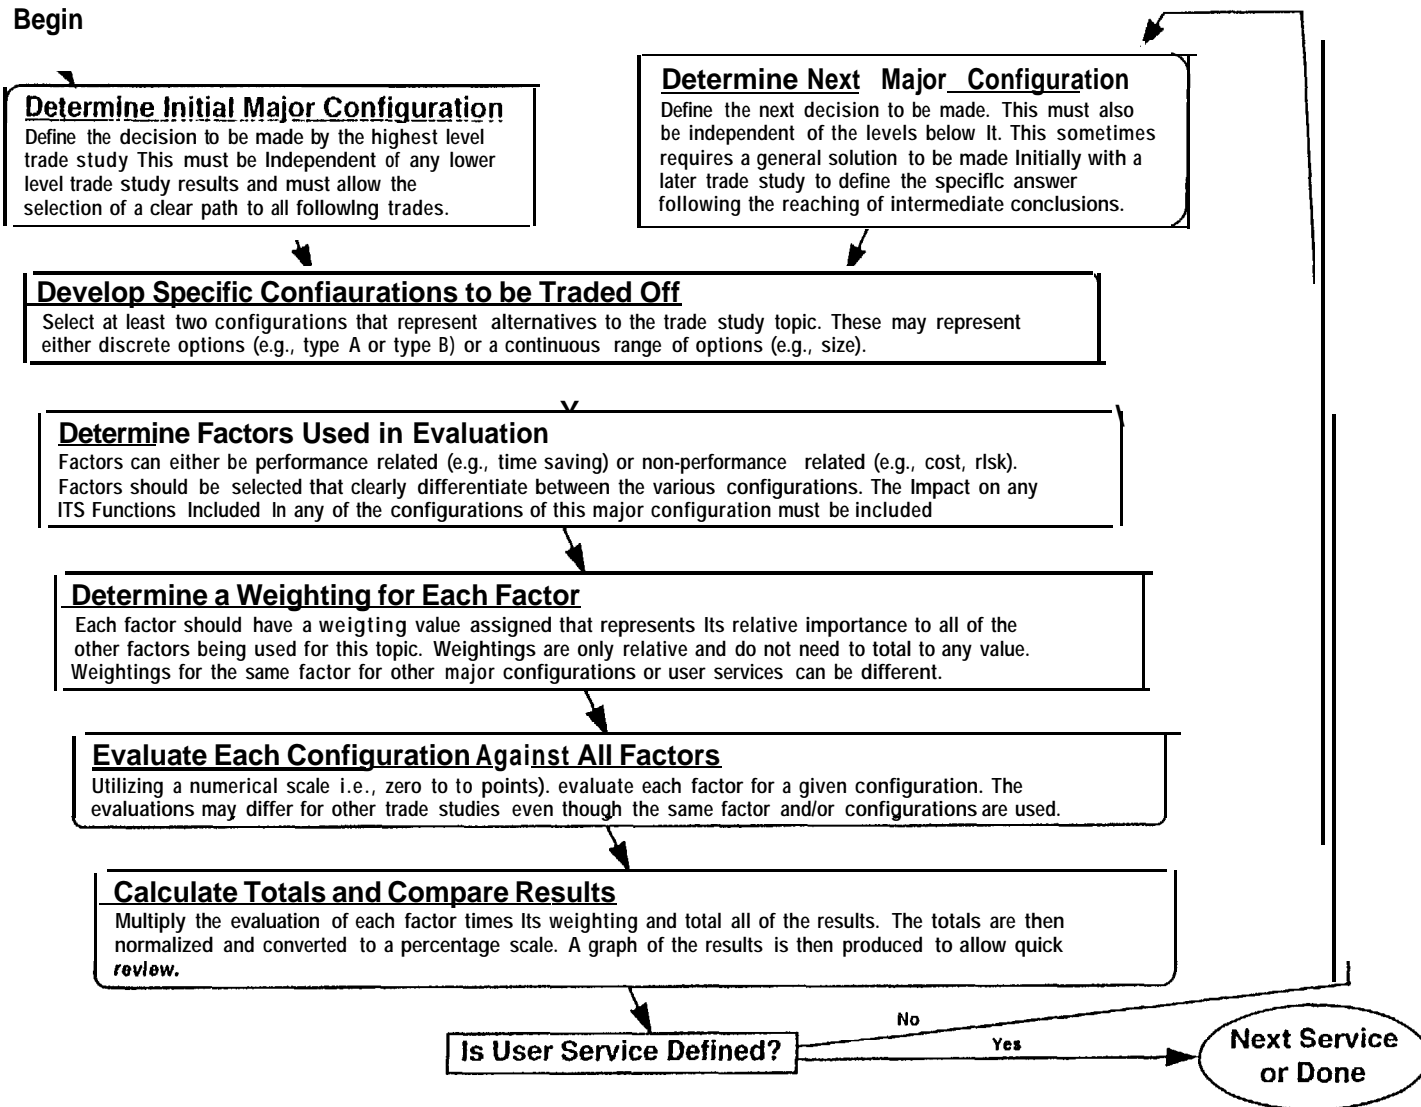 Begin
Determine Initial Major Configuration
Define the decision to be made by the highest level
trade study This must be Independent of any lower
level trade study results and must allow the
selection of a clear path to all followIng trades.
Determine Next Major Configuration
Define the next decision to be made. This must also
be independent of the levels below It. This sometimes
requires a general solution to be made Initially with a
later trade study to define the speciflc answer
following the reaching of intermediate conclusions.
Develop Specific Confiaurations to be Traded Off
Select at least two configurations that represent alternatives to the trade study topic. These may represent
either discrete options (e.g., type A or type B) or a continuous range of options (e.g., size).
Determine Factors Used in Evaluation
Factors can either be performance related (e.g., time saving) or non-performance related (e.g., cost, rlsk).
Factors should be selected that clearly differentiate between the various configurations. The Impact on any
ITS Functions Included In any of the configurations of this major configuration must be included
Determine a Weighting for Each Factor
Each factor should have a weigting value assigned that represents Its relative importance to all of the
other factors being used for this topic. Weightings are only relative and do not need to total to any value.
Weightings for the same factor for other major configurations or user services can be different.
Evaluate Each Configuration Against All Factors
Utilizing a numerical scale i.e., zero to to points). evaluate each factor for a given configuration. The
evaluations may differ for other trade studies even though the same factor and/or configurations are used.
Calculate Totals and Compare Results
Multiply the evaluation of each factor times Its weighting and total all of the results. The totals are then
normalized and converted to a percentage scale. A graph of the results is then produced to allow quick
review.
Is User Service Defined?
No
Yes
Next Service
or Done